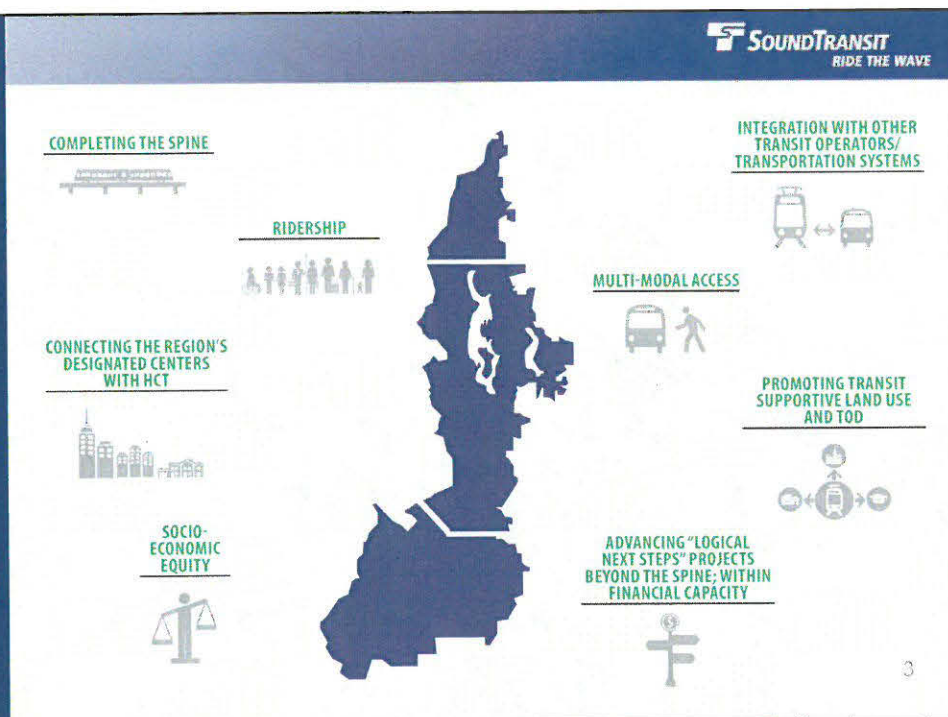 SOUNDTRANSIT
RIDE THE WAVE
COMPLETING THE SPINE
RIDERSHIP
CONNECTING THE REGION'S
DESIGNATED CENTERS
WITH HCT
SOCIO-
ECONOMIC
EQUITY
INTEGRATION WITH OTHER
TRANSIT OPERATORS/
TRANSPORTATION SYSTEMS
MULTI-MODAL ACCESS
PROMOTING TRANSIT
SUPPORTIVE LAND USE
AND TOD
ADVANCING "LOGICAL
NEXT STEPS" PROJECTS
BEYOND THE SPINE; WITHIN
FINANCIAL CAPACITY
$
3